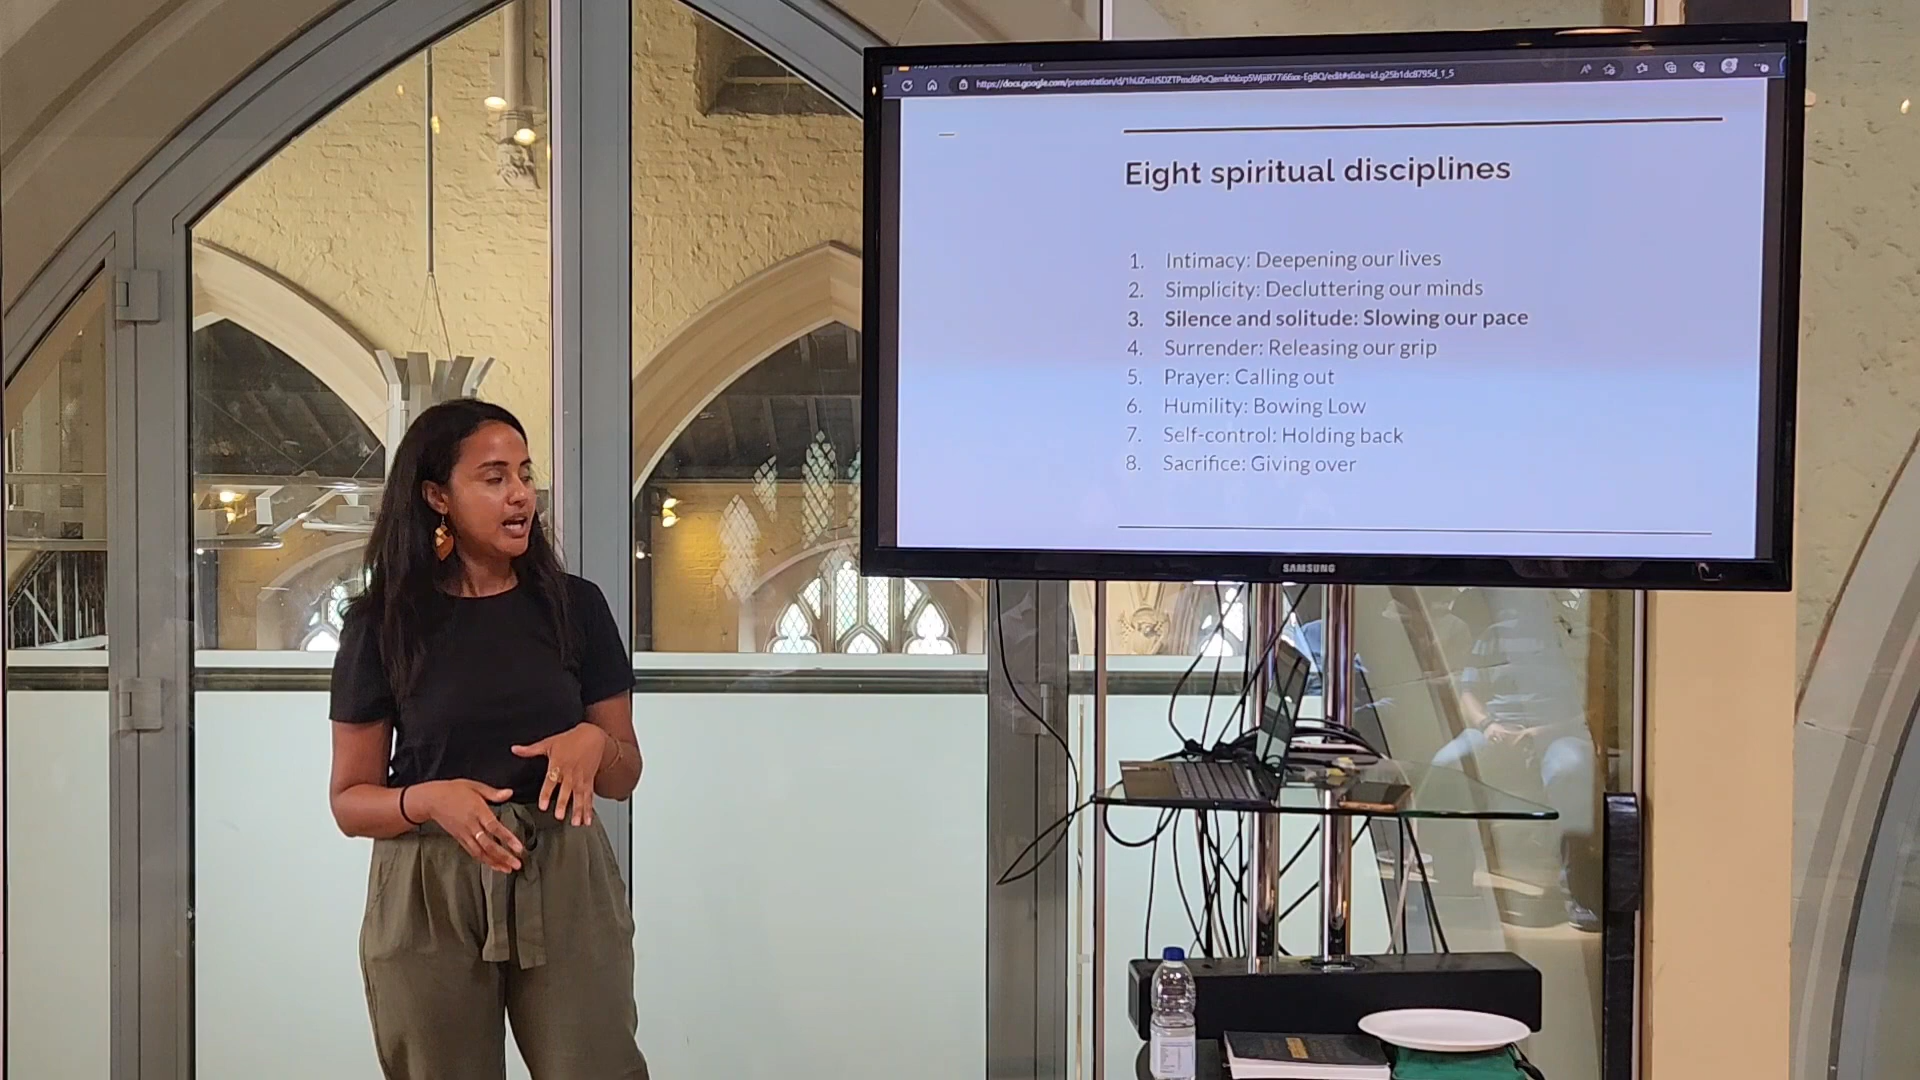 Eight spiritual disciplines
1. Intimacy: Deepening our lives
2. Simplicity: Decluttering our minds
3. Silence and solitude: Slowing our pace
4. Surrender: Releasing our grip
5. Prayer: Calling out
6. Humility: Bowing Low
7. Self-control: Holding back
8. Sacrifice: Giving over
SAMSUNG